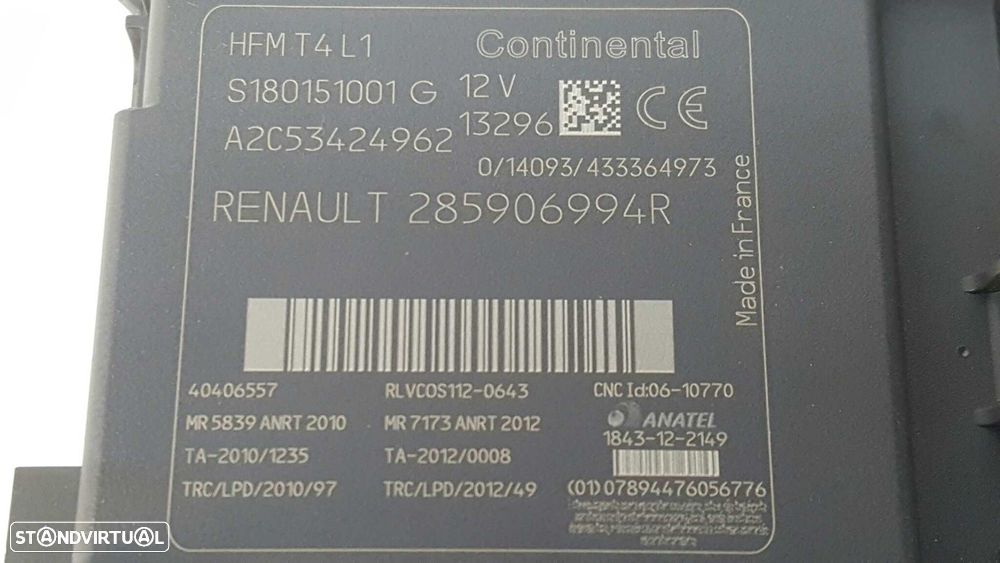 HFM T4 L1
Continental
S180151001 G
12 V
A2C53424962
13296
CE
0/14093/433364973
RENAULT 285906994R
Made in France
40406557
RLVCOS112-0643
CNC Id:06-10770
MR 5839 ANRT 2010
MR 7173 ANRT 2012
ANATEL
1843-12-2149
TA-2010/1235
TA-2012/0008
TRC/LPD/2010/97
TRC/LPD/2012/49
(01)07894476056776
STANDVIRTUAL